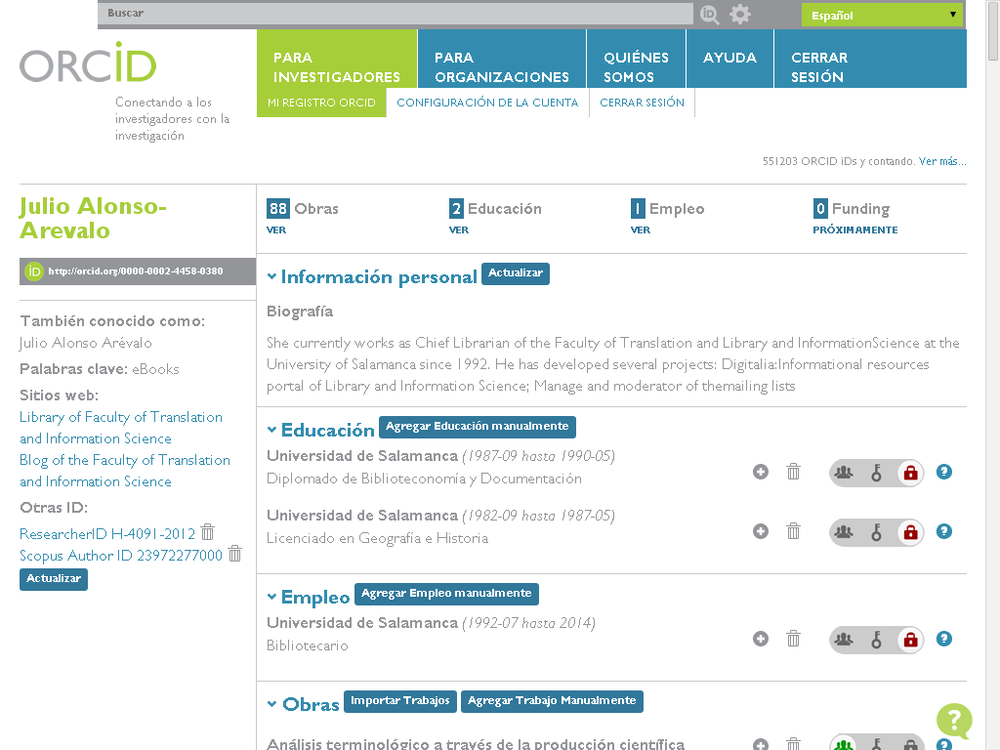 Buscar
Español
ORCiD
Conectando a los
investigadores con la
investigación
PARA
INVESTIGADORES
PARA
ORGANIZACIONES
QUIÉNES
SOMOS
AYUDA
CERRAR
SESIÓN
MI REGISTRO ORCID
CONFIGURACIÓN DE LA CUENTA
CERRAR SESIÓN
551203 ORCID iDs y contando. Ver más...
Julio Alonso-
Arevalo
iD http://orcid.org/0000-0002-4458-0380
También conocido como:
Julio Alonso Arévalo
Palabras clave: eBooks
Sitios web:
Library of Faculty of Translation
and Information Science
Blog of the Faculty of Translation
and Information Science
Otras ID:
ResearcherID H-4091-2012
Scopus Author ID 23972277000
Actualizar
88 Obras
VER
2 Educación
VER
1 Empleo
VER
0 Funding
PRÓXIMAMENTE
Información personal Actualizar
Biografía
She currently works as Chief Librarian of the Faculty of Translation and Library and InformationScience at the
University of Salamanca since 1992. He has developed several projects: Digitalia:Informational resources
portal of Library and Information Science; Manage and moderator of themailing lists
Educación Agregar Educación manualmente
Universidad de Salamanca (1987-09 hasta 1990-05)
Diplomado de Biblioteconomía y Documentación
Universidad de Salamanca (1982-09 hasta 1987-05)
Licenciado en Geografía e Historia
Empleo Agregar Empleo manualmente
Universidad de Salamanca (1992-07 hasta 2014)
Bibliotecario
Obras Importar Trabajos Agregar Trabajo Manualmente
Análisis terminológico a través de la producción científica